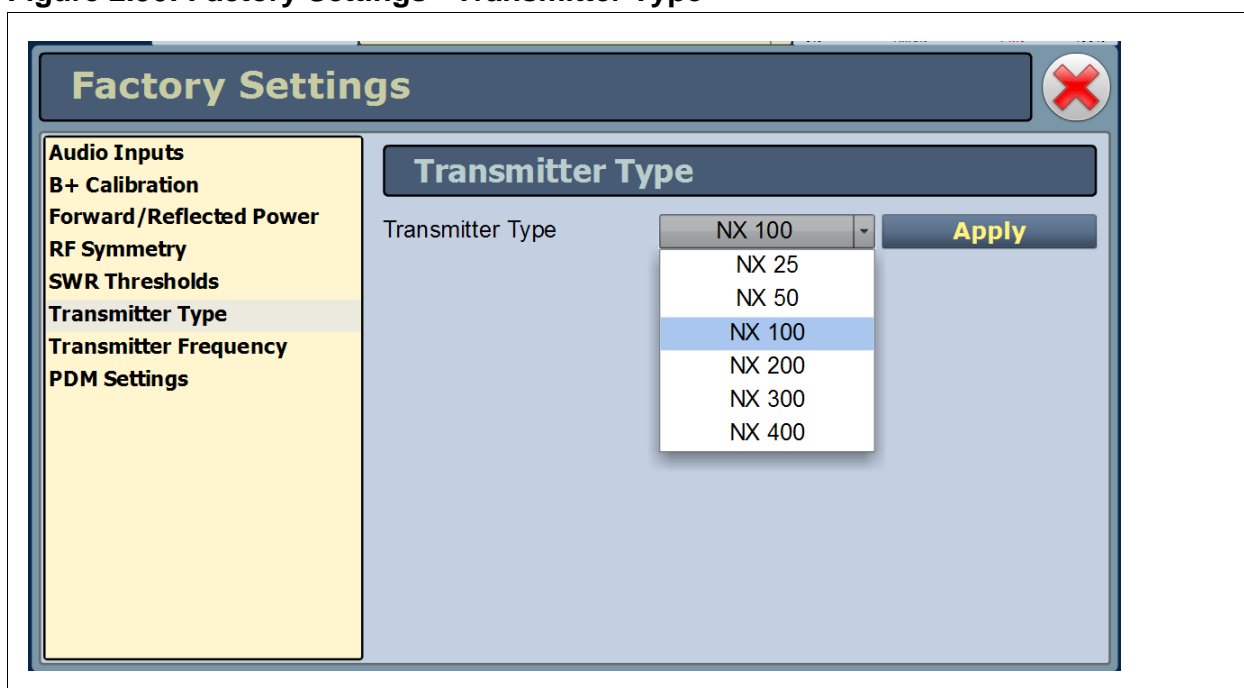 Factory Settings
Audio Inputs
B+ Calibration
Forward/Reflected Power
RF Symmetry
SWR Thresholds
Transmitter Type
Transmitter Frequency
PDM Settings
Transmitter Type
Transmitter Type
NX 100
Apply
NX 25
NX 50
NX 100
NX 200
NX 300
NX 400